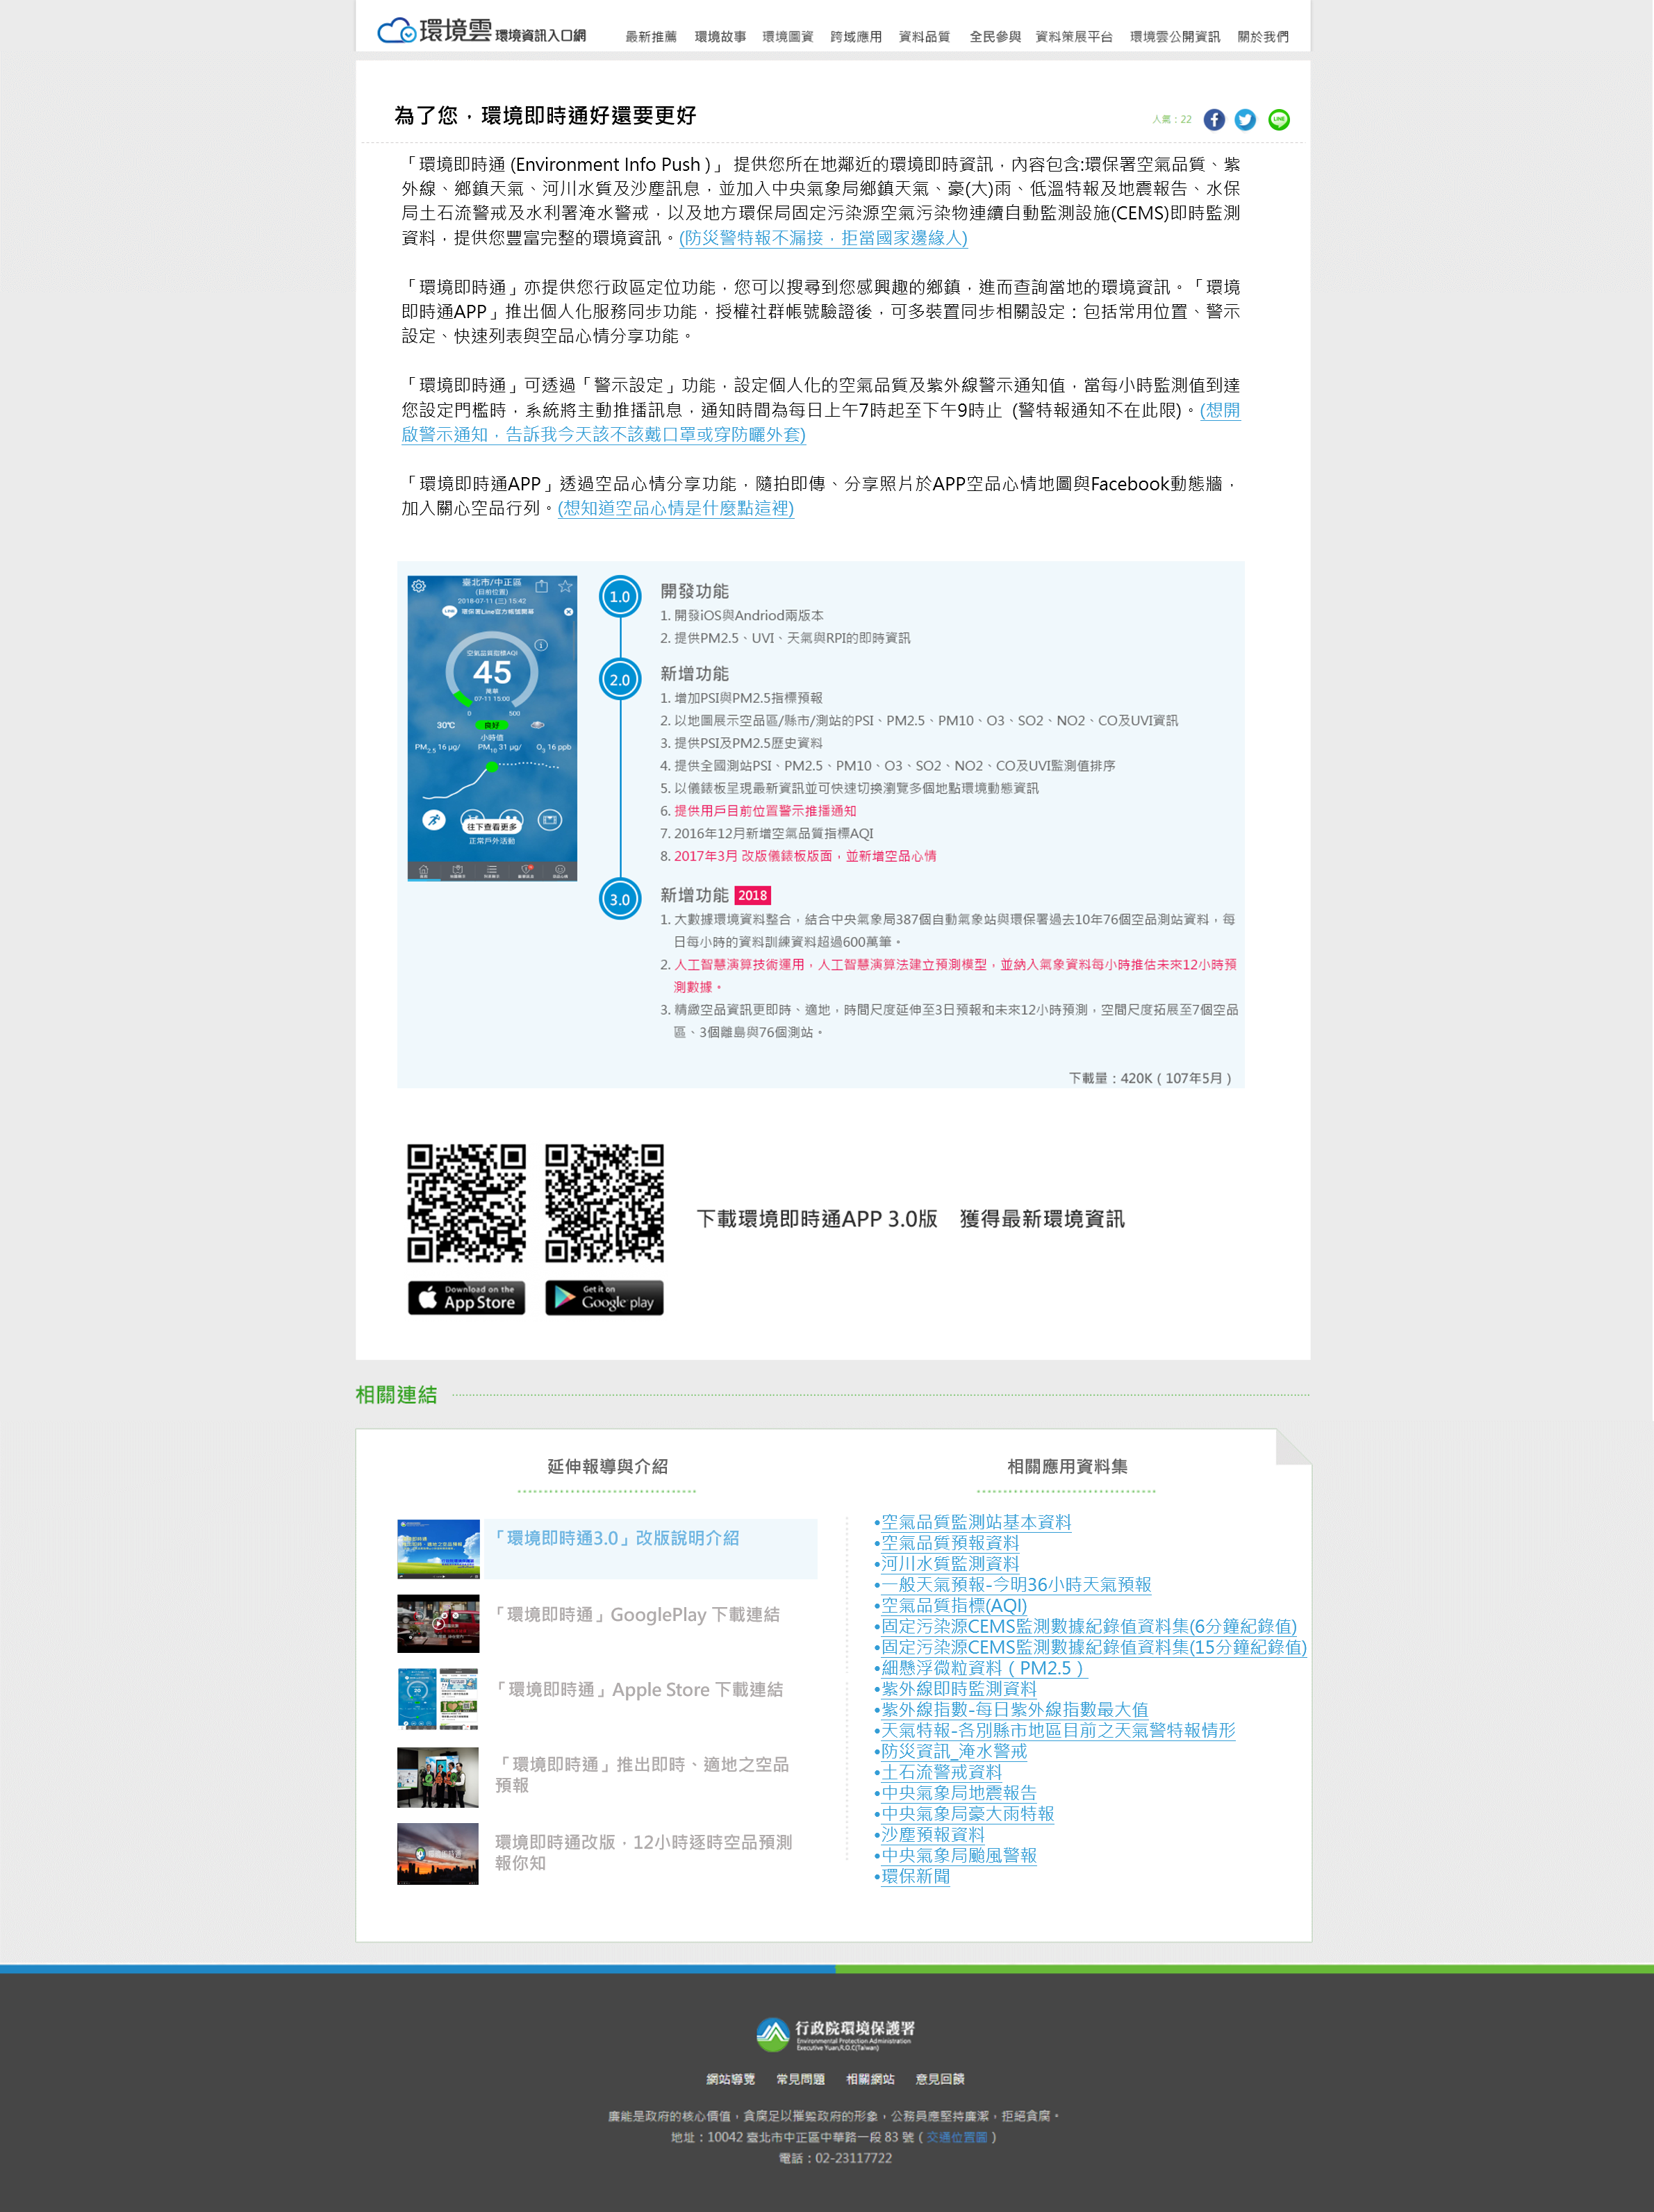 環境雲 環境資訊入口網 最新推薦 環境故事 環境圖資 跨域應用 資料品質 全民參與 資料策展平台 環境雲公開資訊 關於我們
為了您，環境即時通好還要更好
人氣：22
「環境即時通 (Environment Info Push )」 提供您所在地鄰近的環境即時資訊，內容包含:環保署空氣品質、紫
外線、鄉鎮天氣、河川水質及沙塵訊息，並加入中央氣象局鄉鎮天氣、豪(大)雨、低溫特報及地震報告、水保
局土石流警戒及水利署淹水警戒，以及地方環保局固定污染源空氣污染物連續自動監測設施(CEMS)即時監測
資料，提供您豐富完整的環境資訊。(防災警特報不漏接，拒當國家邊緣人)
「環境即時通」亦提供您行政區定位功能，您可以搜尋到您感興趣的鄉鎮，進而查詢當地的環境資訊。「環境
即時通APP」推出個人化服務同步功能，授權社群帳號驗證後，可多裝置同步相關設定：包括常用位置、警示
設定、快速列表與空品心情分享功能。
「環境即時通」可透過「警示設定」功能，設定個人化的空氣品質及紫外線警示通知值，當每小時監測值到達
您設定門檻時，系統將主動推播訊息，通知時間為每日上午7時起至下午9時止 (警特報通知不在此限)。(想開
啟警示通知，告訴我今天該不該戴口罩或穿防曬外套)
「環境即時通APP」透過空品心情分享功能，隨拍即傳、分享照片於APP空品心情地圖與Facebook動態牆，
加入關心空品行列。(想知道空品心情是什麼點這裡)
臺北市/中正區
(目前位置)
2018-07-11 (三) 15:42
LINE 環保署Line官方帳號開幕
空氣品質指標AQI
45
萬華
07-11 15:00
0 500
30℃ 良好
小時值
PM2.5 16 μg/ PM10 31 μg/ O3 16 ppb
往下查看更多
正常戶外活動
1.0 開發功能
1. 開發iOS與Andriod兩版本
2. 提供PM2.5、UVI、天氣與RPI的即時資訊
2.0 新增功能
1. 增加PSI與PM2.5指標預報
2. 以地圖展示空品區/縣市/測站的PSI、PM2.5、PM10、O3、SO2、NO2、CO及UVI資訊
3. 提供PSI及PM2.5歷史資料
4. 提供全國測站PSI、PM2.5、PM10、O3、SO2、NO2、CO及UVI監測值排序
5. 以儀錶板呈現最新資訊並可快速切換瀏覽多個地點環境動態資訊
6. 提供用戶目前位置警示推播通知
7. 2016年12月新增空氣品質指標AQI
8. 2017年3月 改版儀錶板版面，並新增空品心情
3.0 新增功能 2018
1. 大數據環境資料整合，結合中央氣象局387個自動氣象站與環保署過去10年76個空品測站資料，每
日每小時的資料訓練資料超過600萬筆。
2. 人工智慧演算技術運用，人工智慧演算法建立預測模型，並納入氣象資料每小時推估未來12小時預
測數據。
3. 精緻空品資訊更即時、適地，時間尺度延伸至3日預報和未來12小時預測，空間尺度拓展至7個空品
區、3個離島與76個測站。
下載量：420K（107年5月）
下載環境即時通APP 3.0版 獲得最新環境資訊
Download on the App Store
Get it on Google play
相關連結
延伸報導與介紹
「環境即時通3.0」改版說明介紹
「環境即時通」GooglePlay 下載連結
「環境即時通」Apple Store 下載連結
「環境即時通」推出即時、適地之空品
預報
環境即時通改版，12小時逐時空品預測
報你知
相關應用資料集
•空氣品質監測站基本資料
•空氣品質預報資料
•河川水質監測資料
•一般天氣預報-今明36小時天氣預報
•空氣品質指標(AQI)
•固定污染源CEMS監測數據紀錄值資料集(6分鐘紀錄值)
•固定污染源CEMS監測數據紀錄值資料集(15分鐘紀錄值)
•細懸浮微粒資料（PM2.5）
•紫外線即時監測資料
•紫外線指數-每日紫外線指數最大值
•天氣特報-各別縣市地區目前之天氣警特報情形
•防災資訊_淹水警戒
•土石流警戒資料
•中央氣象局地震報告
•中央氣象局豪大雨特報
•沙塵預報資料
•中央氣象局颱風警報
•環保新聞
行政院環境保護署
Environmental Protection Administration
Executive Yuan,R.O.C(Taiwan)
網站導覽 常見問題 相關網站 意見回饋
廉能是政府的核心價值，貪腐足以摧毀政府的形象，公務員應堅持廉潔，拒絕貪腐。
地址：10042 臺北市中正區中華路一段 83 號（交通位置圖）
電話：02-23117722